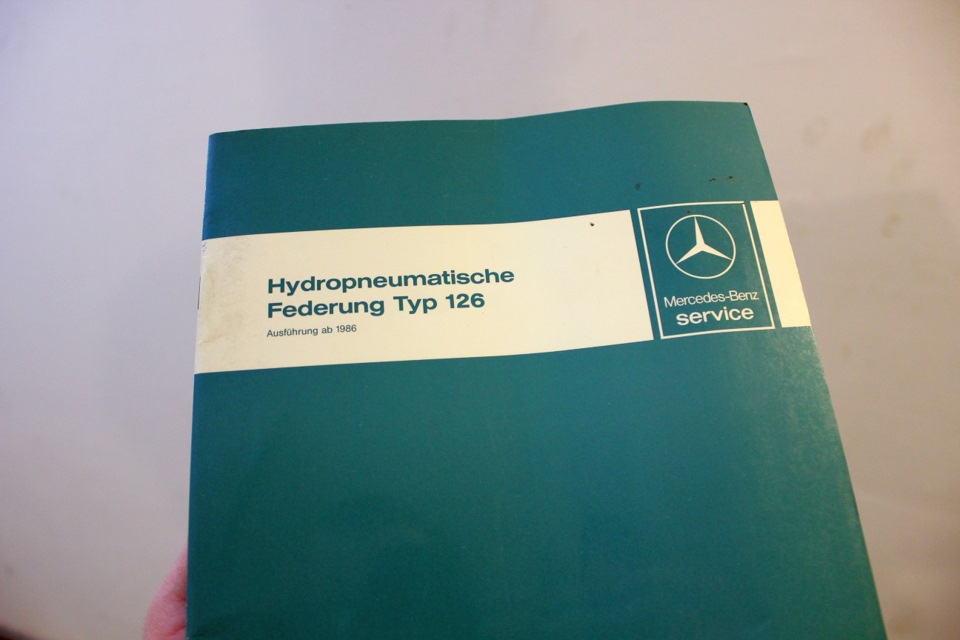 Hydropneumatische
Federung Typ 126
Ausführung ab 1986
Mercedes-Benz
service